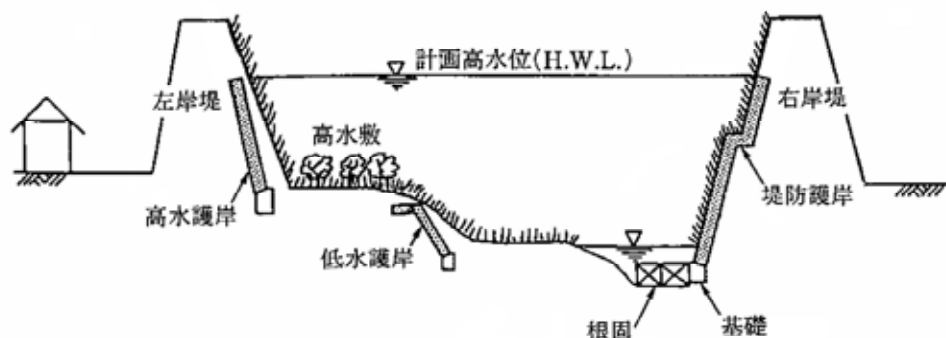 計画高水位(H.W.L.)
左岸堤
右岸堤
高水敷
堤防護岸
高水護岸
低水護岸
根固
基礎